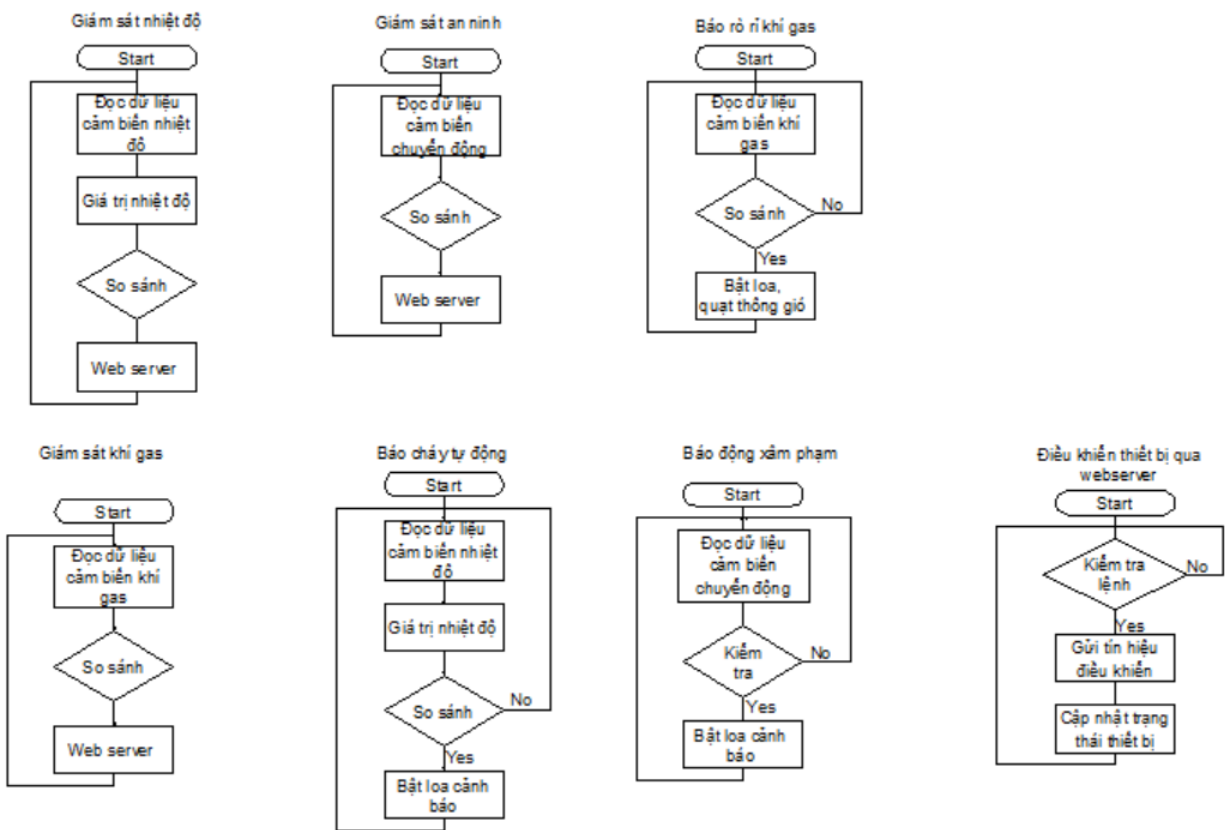 Giám sát nhiệt độ
Start
Đọc dữ liệu
cảm biến nhiệt
độ
Giá trị nhiệt độ
So sánh
Web server
Giám sát an ninh
Start
Đọc dữ liệu
cảm biến
chuyển động
So sánh
Web server
Báo rò rỉ khí gas
Start
Đọc dữ liệu
cảm biến khí
gas
So sánh
No
Yes
Bật loa,
quạt thông gió
Giám sát khí gas
Start
Đọc dữ liệu
cảm biến khí
gas
So sánh
Web server
Báo cháy tự động
Start
Đọc dữ liệu
cảm biến nhiệt
độ
Giá trị nhiệt độ
So sánh
No
Yes
Bật loa cảnh
báo
Báo động xâm phạm
Start
Đọc dữ liệu
cảm biến
chuyển động
Kiểm
tra
No
Yes
Bật loa cảnh
báo
Điều khiển thiết bị qua
webserver
Start
Kiểm tra
lệnh
No
Yes
Gửi tín hiệu
điều khiển
Cập nhật trạng
thái thiết bị